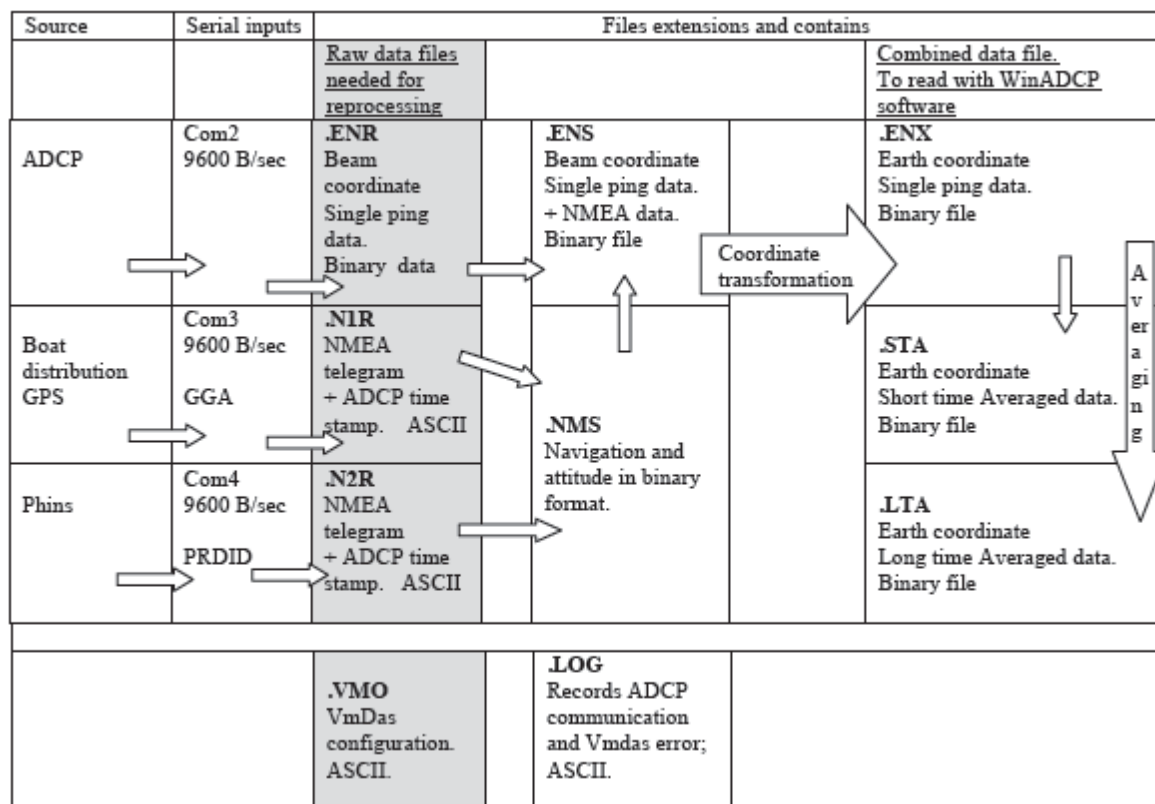 Source
Serial inputs
Files extensions and contains
Raw data files
needed for
reprocessing
Combined data file.
To read with WinADCP
software
ADCP
Com2
9600 B/sec
.ENR
Beam
coordinate
Single ping
data.
Binary data
.ENS
Beam coordinate
Single ping data.
+ NMEA data.
Binary file
Coordinate
transformation
.ENX
Earth coordinate
Single ping data.
Binary file
A
v
er
a
gi
n
g
Boat
distribution
GPS
Com3
9600 B/sec
GGA
.N1R
NMEA
telegram
+ ADCP time
stamp. ASCII
.NMS
Navigation and
attitude in binary
format.
.STA
Earth coordinate
Short time Averaged data.
Binary file
Phins
Com4
9600 B/sec
PRDID
.N2R
NMEA
telegram
+ ADCP time
stamp. ASCII
.LTA
Earth coordinate
Long time Averaged data.
Binary file
.VMO
VmDas
configuration.
ASCII.
.LOG
Records ADCP
communication
and Vmdas error;
ASCII.